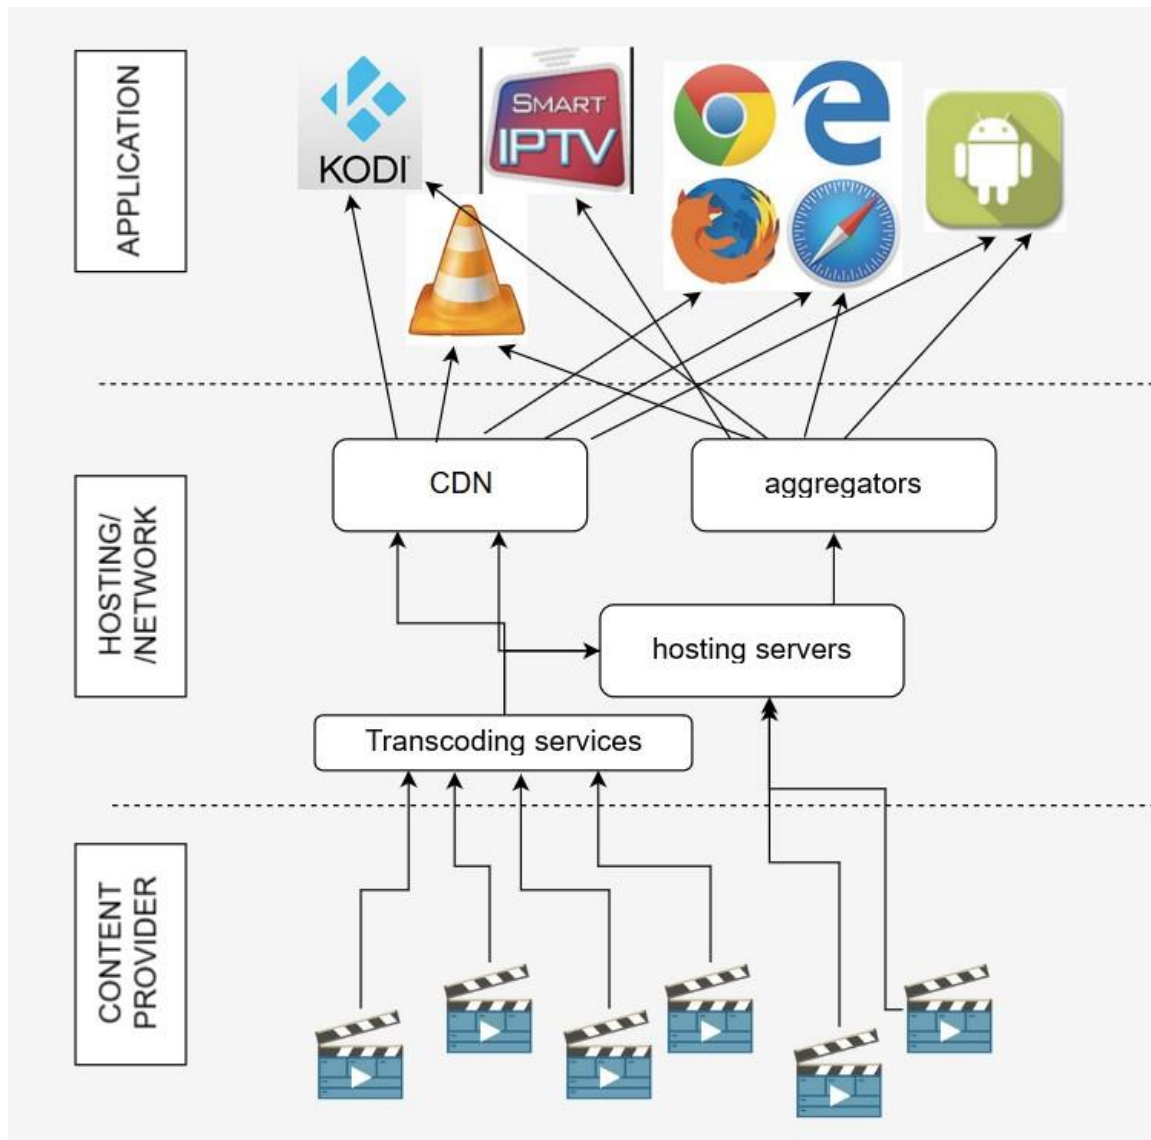 APPLICATION
KODI
SMART
IPTV
HOSTING/
/NETWORK
CDN
aggregators
hosting servers
Transcoding services
CONTENT
PROVIDER